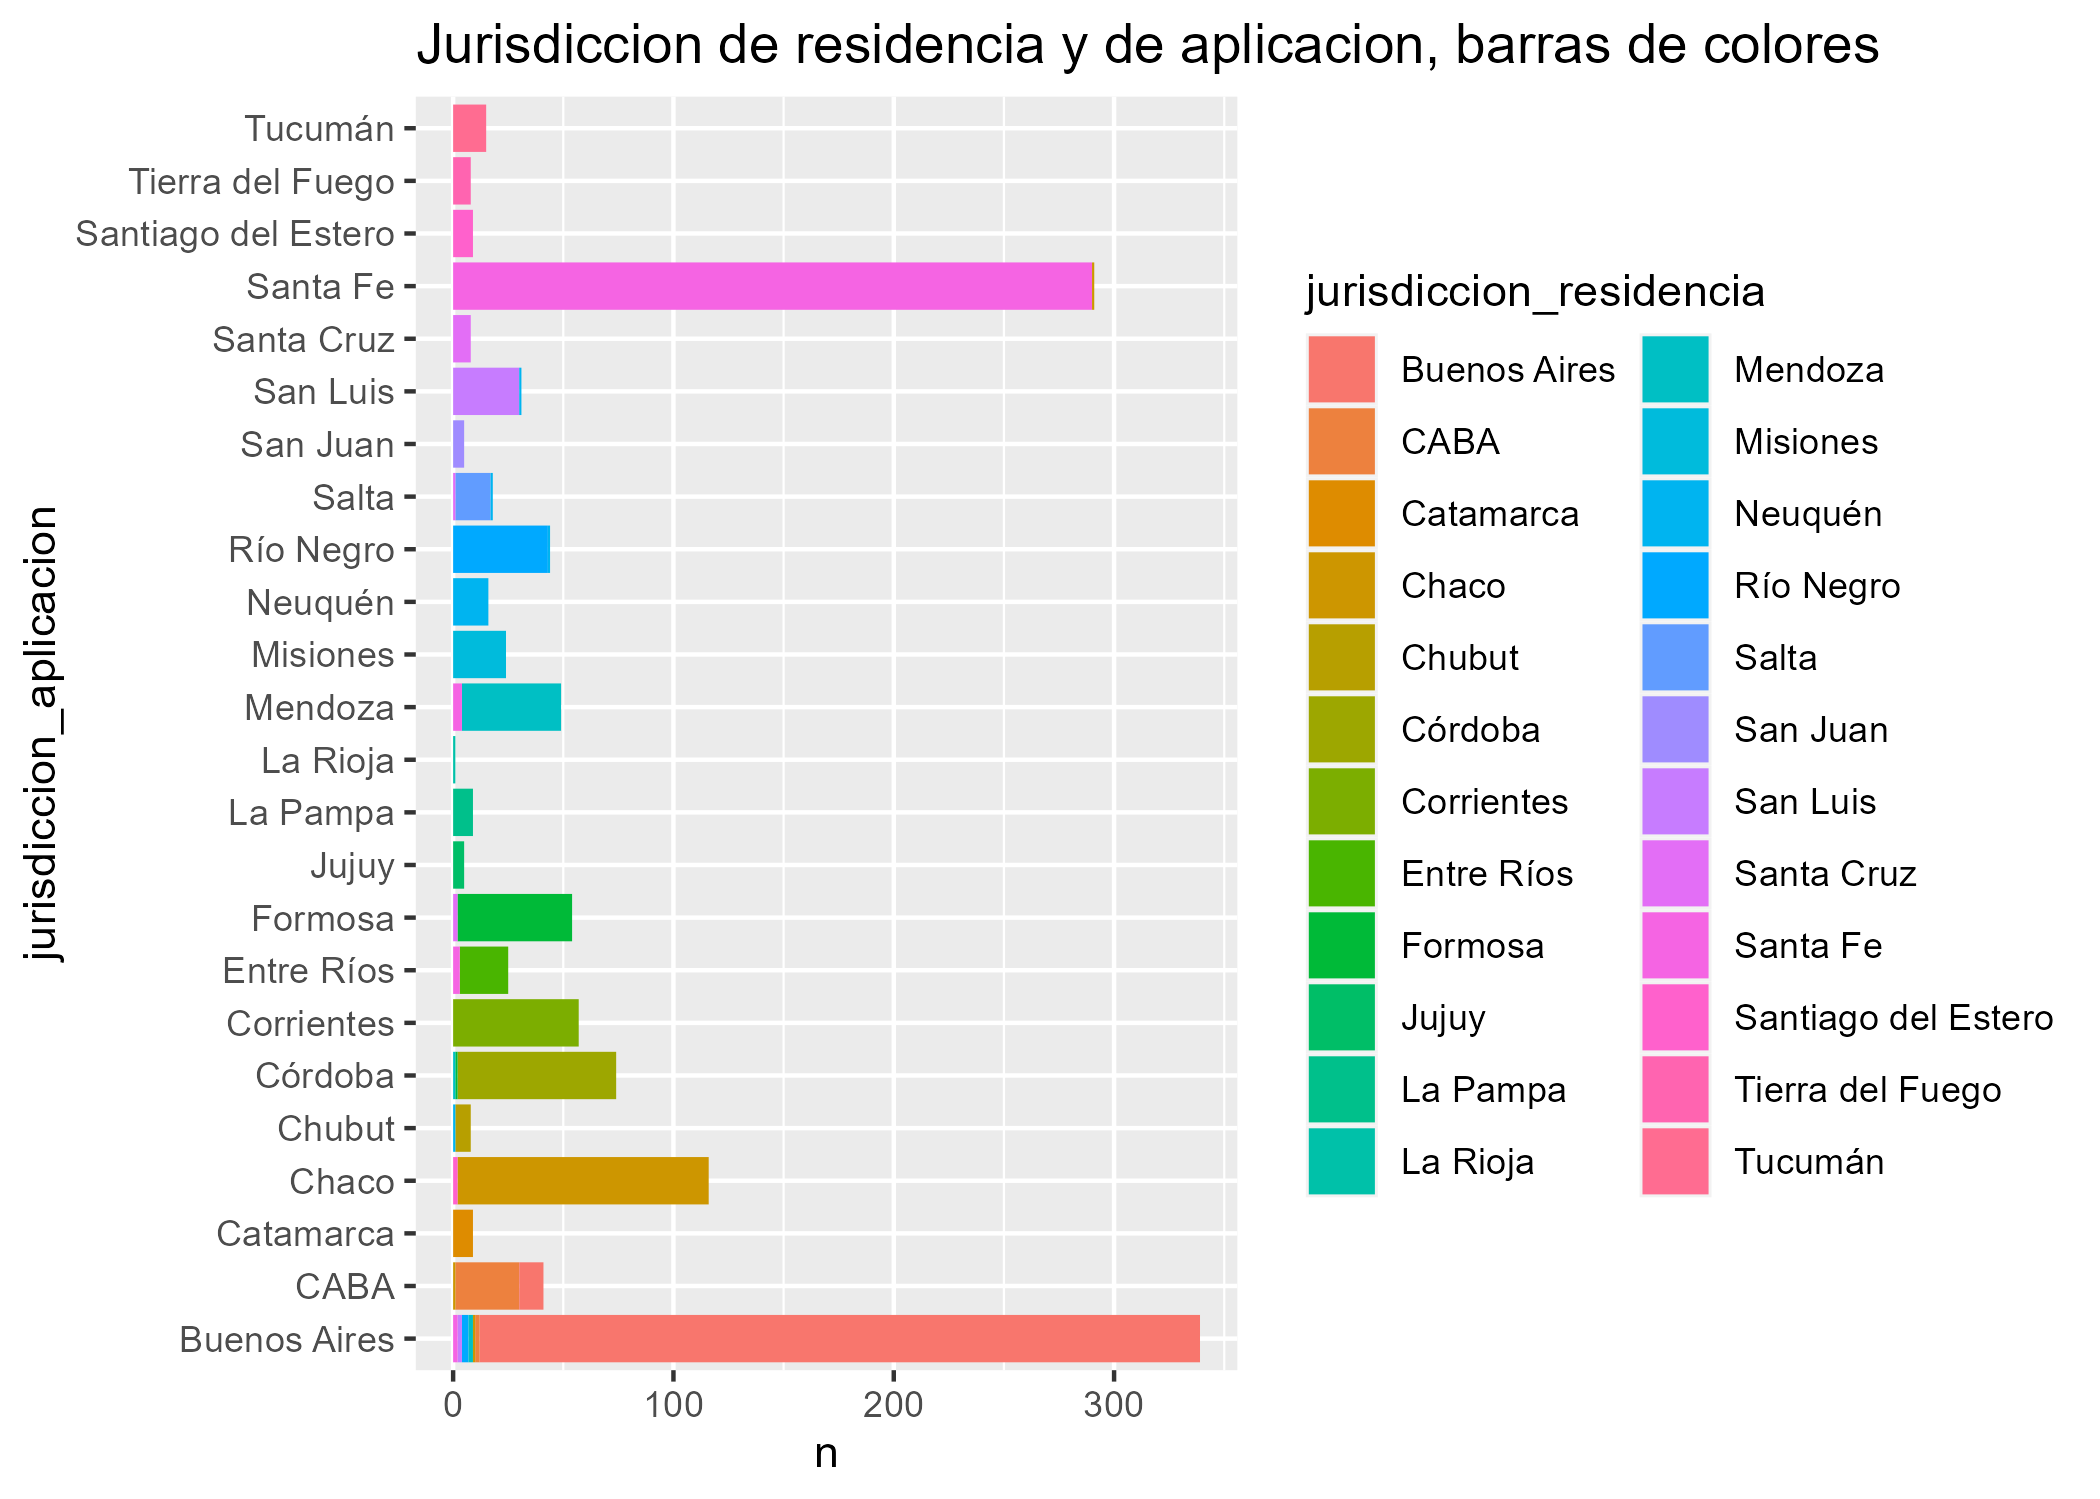 Jurisdiccion de residencia y de aplicacion, barras de colores
jurisdiccion_aplicacion
Tucumán
Tierra del Fuego
Santiago del Estero
Santa Fe
Santa Cruz
San Luis
San Juan
Salta
Río Negro
Neuquén
Misiones
Mendoza
La Rioja
La Pampa
Jujuy
Formosa
Entre Ríos
Corrientes
Córdoba
Chubut
Chaco
Catamarca
CABA
Buenos Aires
0 100 200 300
n
jurisdiccion_residencia
Buenos Aires
CABA
Catamarca
Chaco
Chubut
Córdoba
Corrientes
Entre Ríos
Formosa
Jujuy
La Pampa
La Rioja
Mendoza
Misiones
Neuquén
Río Negro
Salta
San Juan
San Luis
Santa Cruz
Santa Fe
Santiago del Estero
Tierra del Fuego
Tucumán